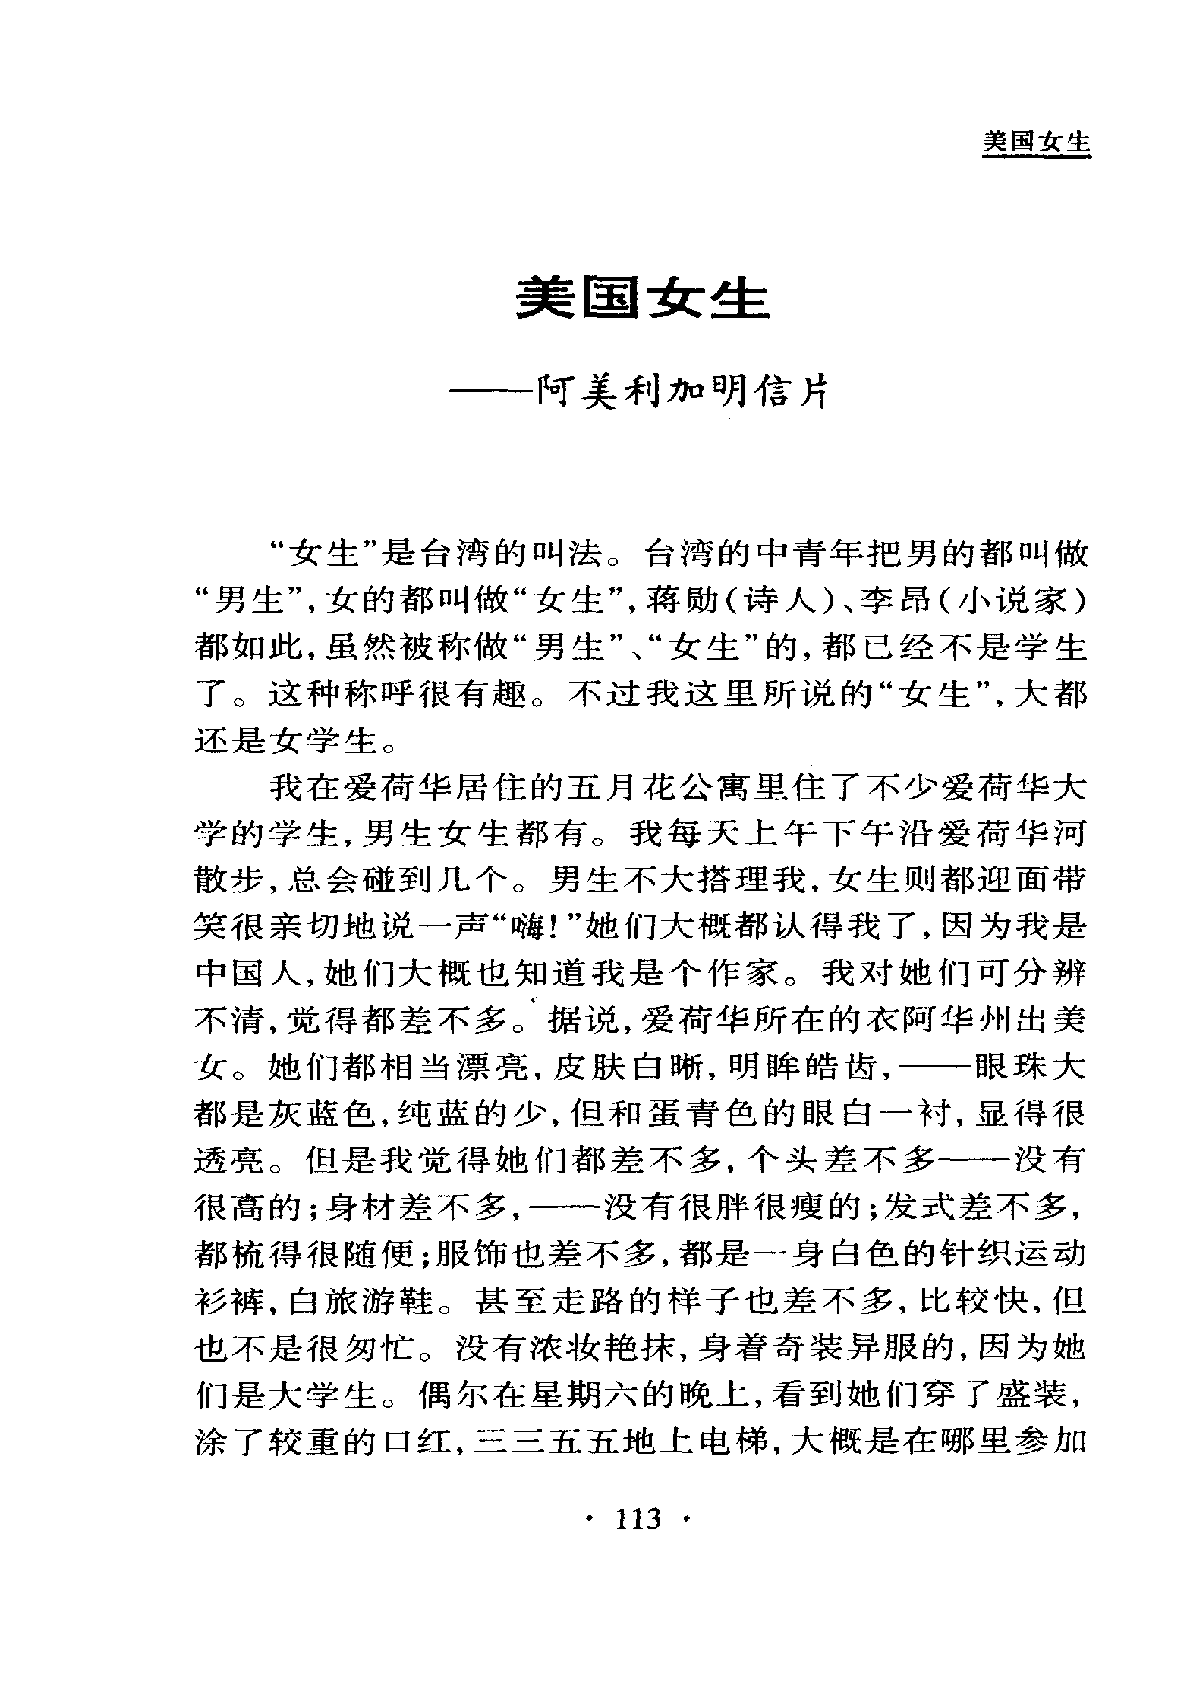 美国女生
美国女生
——阿美利加明信片
“女生”是台湾的叫法。台湾的中青年把男的都叫做
“男生”，女的都叫做“女生”，蒋勋（诗人）、李昂（小说家）
都如此，虽然被称做“男生”、“女生”的，都已经不是学生
了。这种称呼很有趣。不过我这里所说的“女生”，大都
还是女学生。
我在爱荷华居住的五月花公寓里住了不少爱荷华大
学的学生，男生女生都有。我每天上午下午沿爱荷华河
散步，总会碰到几个。男生不大搭理我，女生则都迎面带
笑很亲切地说一声“嗨！”她们大概都认得我了，因为我是
中国人，她们大概也知道我是个作家。我对她们可分辨
不清，觉得都差不多。据说，爱荷华所在的衣阿华州出美
女。她们都相当漂亮，皮肤白晰，明眸皓齿，——眼珠大
都是灰蓝色，纯蓝的少，但和蛋青色的眼白一衬，显得很
透亮。但是我觉得她们都差不多，个头差不多——没有
很高的；身材差不多，——没有很胖很瘦的；发式差不多，
都梳得很随便；服饰也差不多，都是一身白色的针织运动
衫裤，白旅游鞋。甚至走路的样子也差不多，比较快，但
也不是很匆忙。没有浓妆艳抹，身着奇装异服的，因为她
们是大学生。偶尔在星期六的晚上，看到她们穿了盛装，
涂了较重的口红，三三五五地上电梯，大概是在哪里参加
· 113 ·